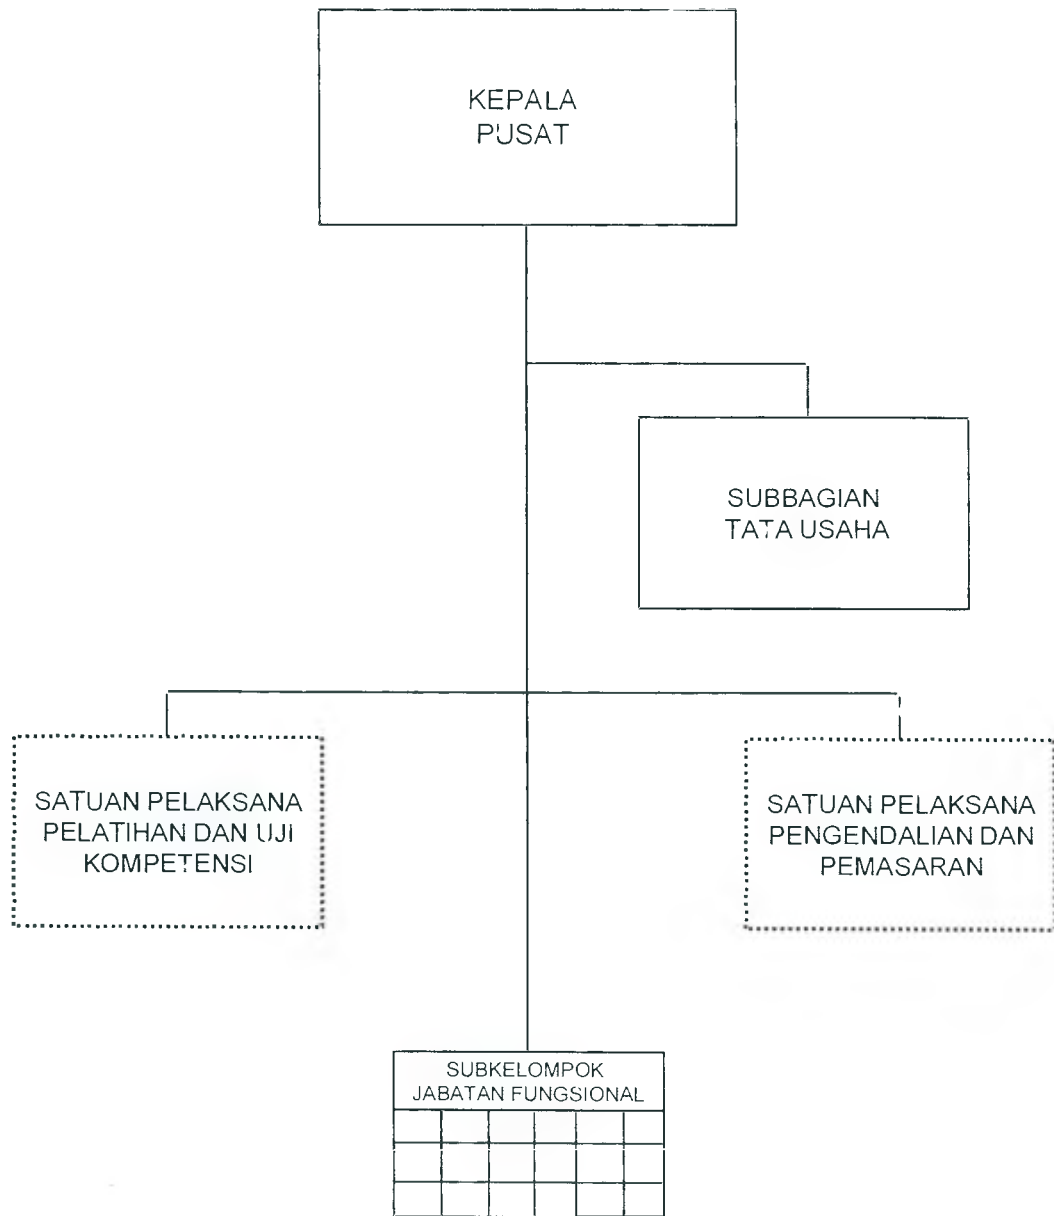 KEPALA
PUSAT
SUBBAGIAN
TATA USAHA
SATUAN PELAKSANA
PELATIHAN DAN UJI
KOMPETENSI
SATUAN PELAKSANA
PENGENDALIAN DAN
PEMASARAN
SUBKELOMPOK
JABATAN FUNGSIONAL